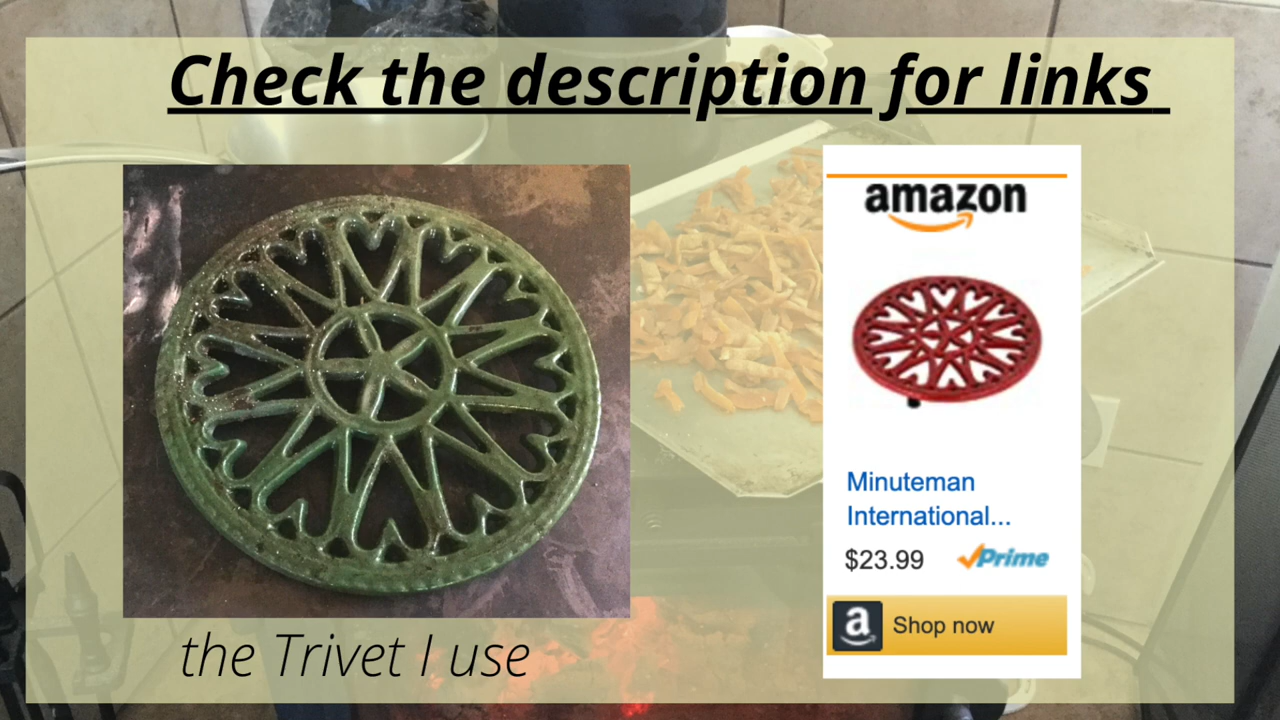 Check the description for links
amazon
Minuteman
International...
$23.99 Prime
a Shop now
the Trivet I use